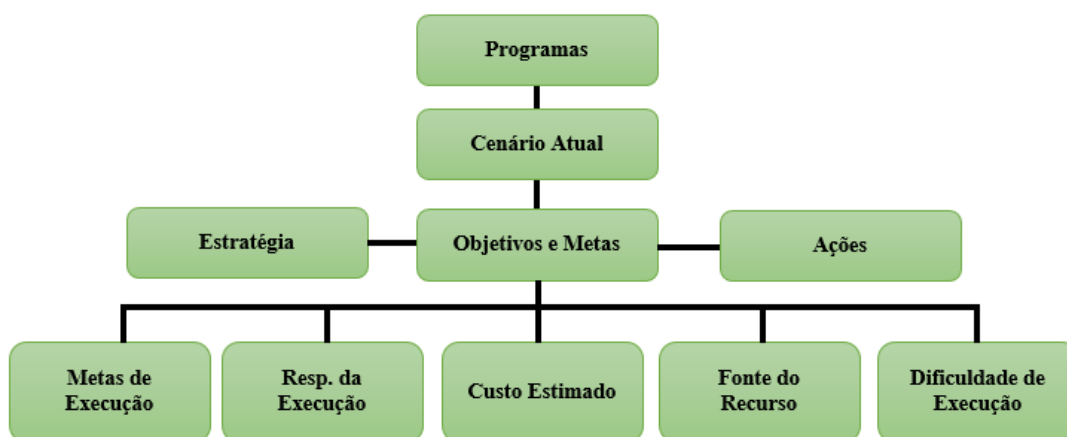 Programas
Cenário Atual
Estratégia
Objetivos e Metas
Ações
Metas de
Execução
Resp. da
Execução
Custo Estimado
Fonte do
Recurso
Dificuldade de
Execução